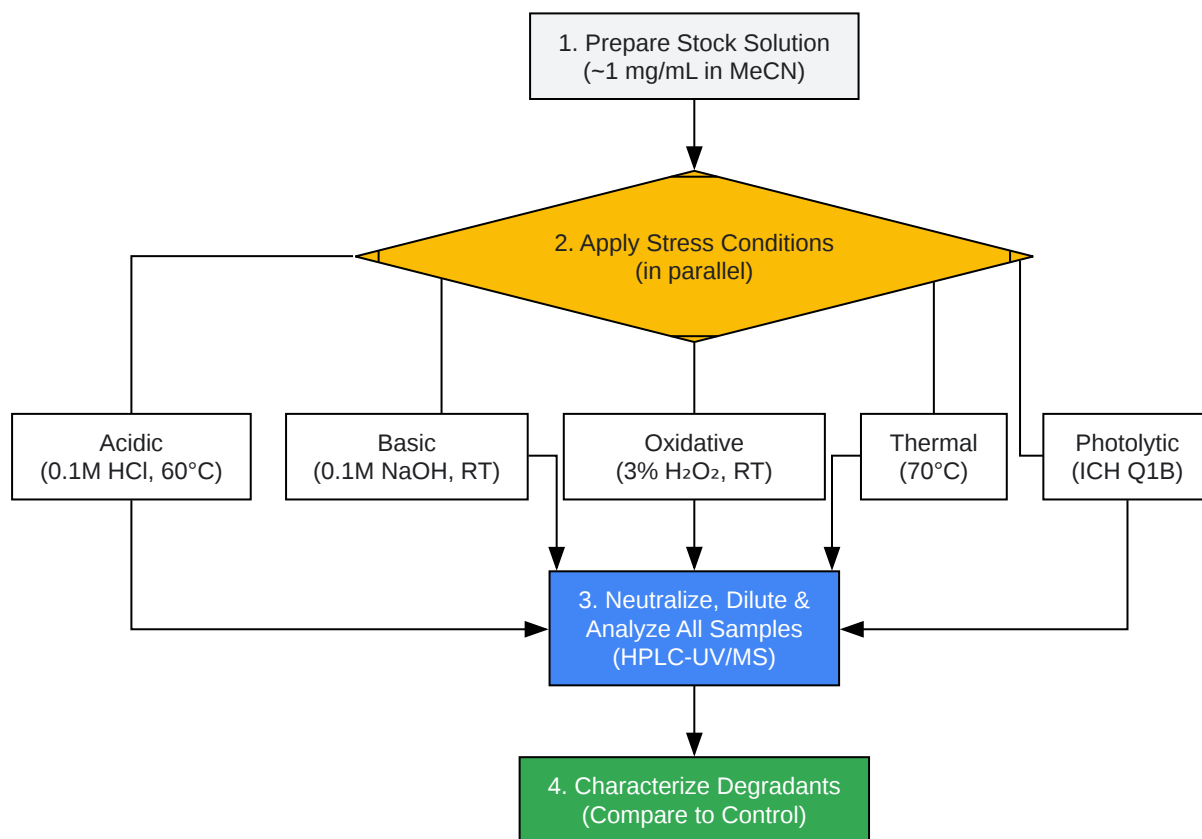 1. Prepare Stock Solution
(~1 mg/mL in MeCN)
2. Apply Stress Conditions
(in parallel)
Acidic
(0.1M HCl, 60°C)
Basic
(0.1M NaOH, RT)
Oxidative
(3% H₂O₂, RT)
Thermal
(70°C)
Photolytic
(ICH Q1B)
3. Neutralize, Dilute &
Analyze All Samples
(HPLC-UV/MS)
4. Characterize Degradants
(Compare to Control)